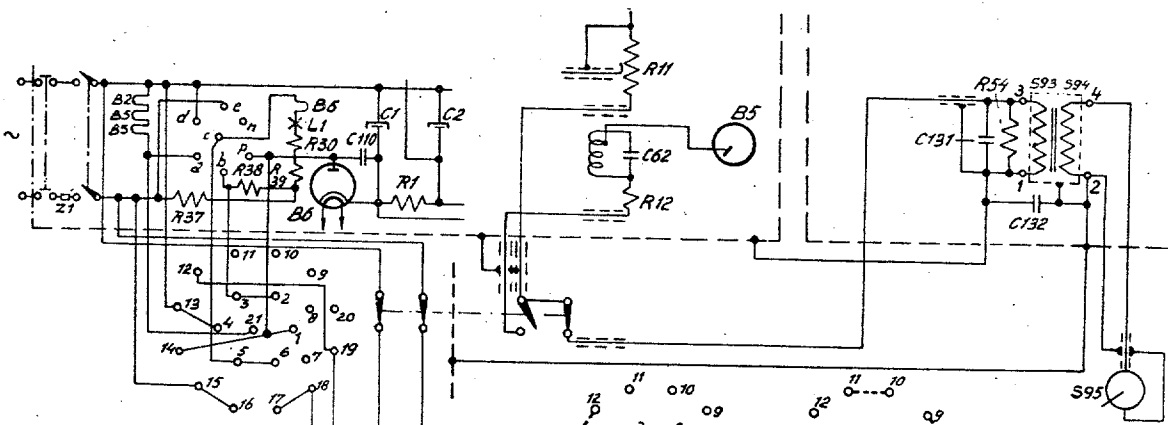 R11
B5
C62
R12
S93 S94
R54
3
4
C131
1
2
C132
S95
~
Z1
B2
B5
B5
e
n
d
c
a
b
p
B6
L1
R30
C110
C1
C2
R38
R39
R37
B6
R1
11
10
12
9
3
2
13
4
21
1
8
20
14
5
6
7
19
15
16
17
18
11
10
12
9
11
10
12
9